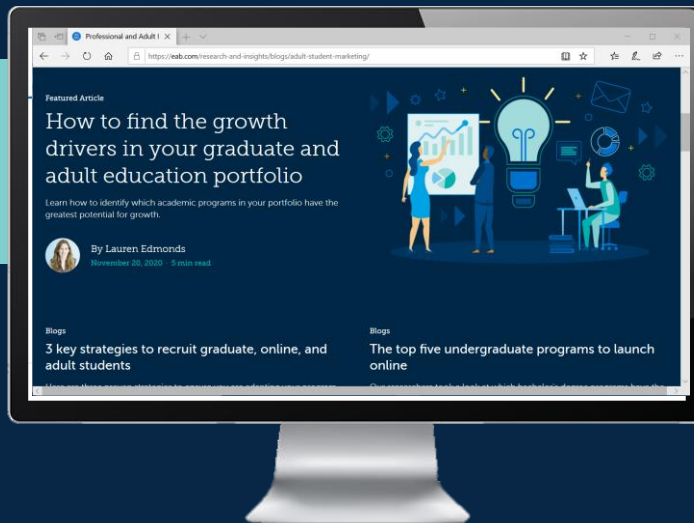 Professional and Adult
https://eab.com/research-and-insights/blogs/adult-student-marketing/
Featured Article
How to find the growth
drivers in your graduate and
adult education portfolio
Learn how to identify which academic programs in your portfolio have the
greatest potential for growth.
By Lauren Edmonds
November 20, 2020 · 5 min read
Blogs
3 key strategies to recruit graduate, online, and
adult students
Blogs
The top five undergraduate programs to launch
online